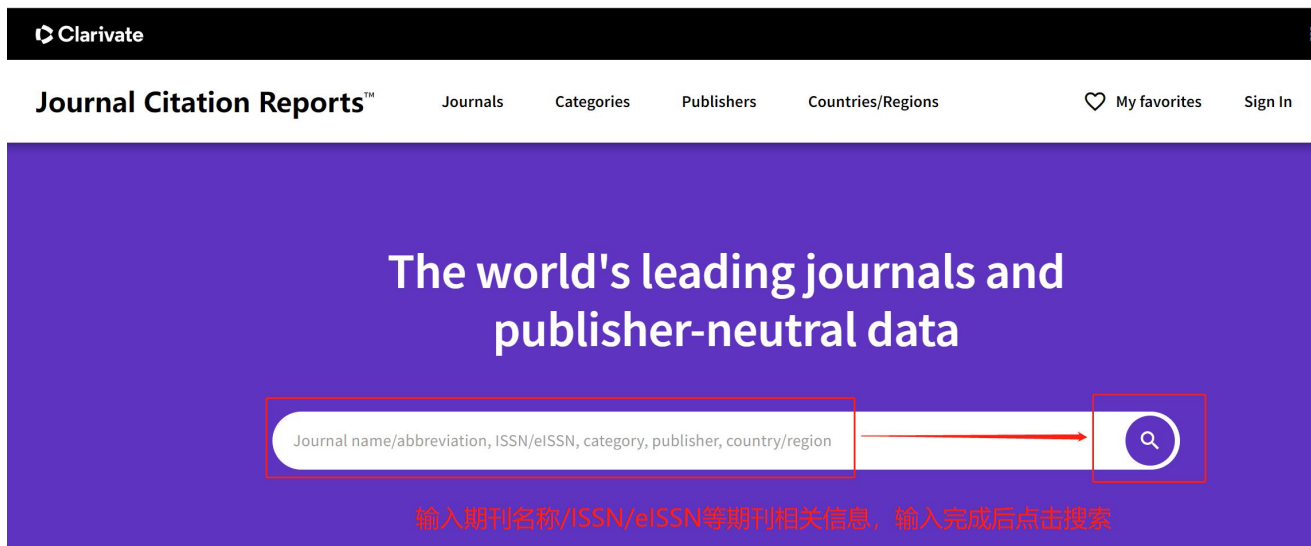 Clarivate
Journal Citation Reports™ Journals Categories Publishers Countries/Regions My favorites Sign In
The world's leading journals and
publisher-neutral data
Journal name/abbreviation, ISSN/eISSN, category, publisher, country/region
输入期刊名称/ISSN/eISSN等期刊相关信息，输入完成后点击搜索